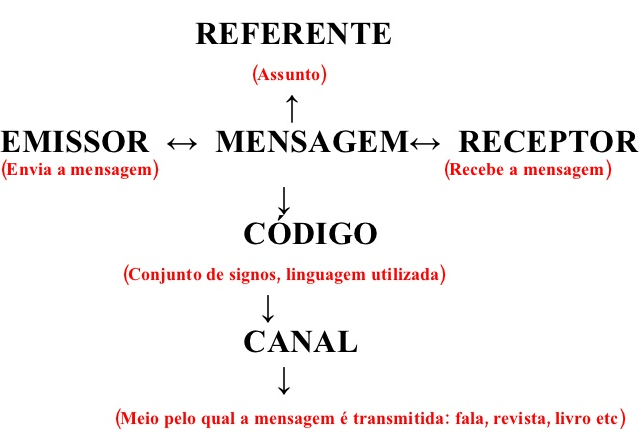 REFERENTE
(Assunto)
↑
EMISSOR ↔ MENSAGEM↔ RECEPTOR
(Envia a mensagem) (Recebe a mensagem)
↓
CÓDIGO
(Conjunto de signos, linguagem utilizada)
↓
CANAL
↓
(Meio pelo qual a mensagem é transmitida: fala, revista, livro etc)